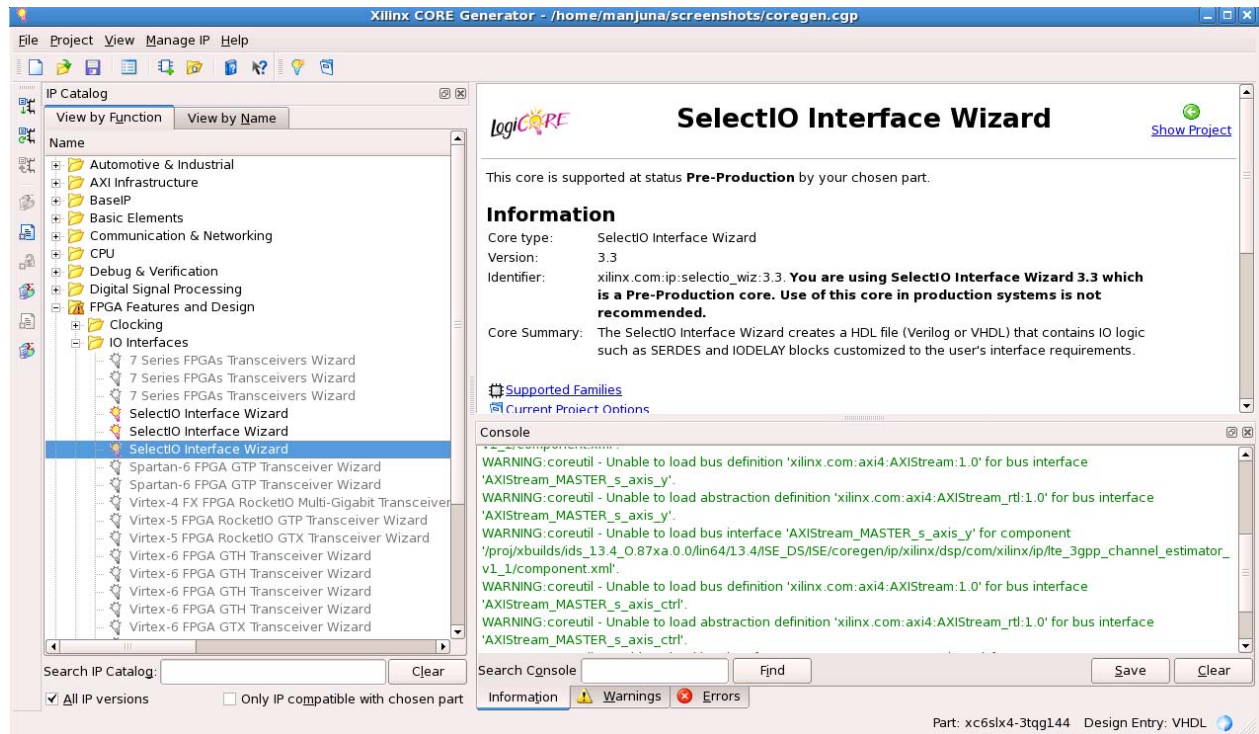 Xilinx CORE Generator - /home/manjuna/screenshots/coregen.cgp
File Project View Manage IP Help
IP Catalog
View by Function View by Name
Name
Automotive & Industrial
AXI Infrastructure
BaseIP
Basic Elements
Communication & Networking
CPU
Debug & Verification
Digital Signal Processing
FPGA Features and Design
Clocking
IO Interfaces
7 Series FPGAs Transceivers Wizard
7 Series FPGAs Transceivers Wizard
7 Series FPGAs Transceivers Wizard
SelectIO Interface Wizard
SelectIO Interface Wizard
SelectIO Interface Wizard
Spartan-6 FPGA GTP Transceiver Wizard
Spartan-6 FPGA GTP Transceiver Wizard
Virtex-4 FX FPGA RocketIO Multi-Gigabit Transceiver
Virtex-5 FPGA RocketIO GTP Transceiver Wizard
Virtex-5 FPGA RocketIO GTX Transceiver Wizard
Virtex-6 FPGA GTH Transceiver Wizard
Virtex-6 FPGA GTH Transceiver Wizard
Virtex-6 FPGA GTH Transceiver Wizard
Virtex-6 FPGA GTH Transceiver Wizard
Virtex-6 FPGA GTX Transceiver Wizard
Search IP Catalog: Clear
All IP versions Only IP compatible with chosen part
logiCORE
SelectIO Interface Wizard
Show Project
This core is supported at status Pre-Production by your chosen part.
Information
Core type: SelectIO Interface Wizard
Version: 3.3
Identifier: xilinx.com:ip:selectio_wiz:3.3. You are using SelectIO Interface Wizard 3.3 which
is a Pre-Production core. Use of this core in production systems is not
recommended.
Core Summary: The SelectIO Interface Wizard creates a HDL file (Verilog or VHDL) that contains IO logic
such as SERDES and IODELAY blocks customized to the user's interface requirements.
Supported Families
Current Project Options
Console
v1_1/component.xml'.
WARNING:coreutil - Unable to load bus definition 'xilinx.com:axi4:AXIStream:1.0' for bus interface
'AXIStream_MASTER_s_axis_y'.
WARNING:coreutil - Unable to load abstraction definition 'xilinx.com:axi4:AXIStream_rtl:1.0' for bus interface
'AXIStream_MASTER_s_axis_y'.
WARNING:coreutil - Unable to load bus interface 'AXIStream_MASTER_s_axis_y' for component
'/proj/xbuilds/ids_13.4_O.87xa.0.0/lin64/13.4/ISE_DS/ISE/coregen/ip/xilinx/dsp/com/xilinx/ip/lte_3gpp_channel_estimator_
v1_1/component.xml'.
WARNING:coreutil - Unable to load bus definition 'xilinx.com:axi4:AXIStream:1.0' for bus interface
'AXIStream_MASTER_s_axis_ctrl'.
WARNING:coreutil - Unable to load abstraction definition 'xilinx.com:axi4:AXIStream_rtl:1.0' for bus interface
'AXIStream_MASTER_s_axis_ctrl'.
Search Console Find Save Clear
Information Warnings Errors
Part: xc6slx4-3tqg144 Design Entry: VHDL